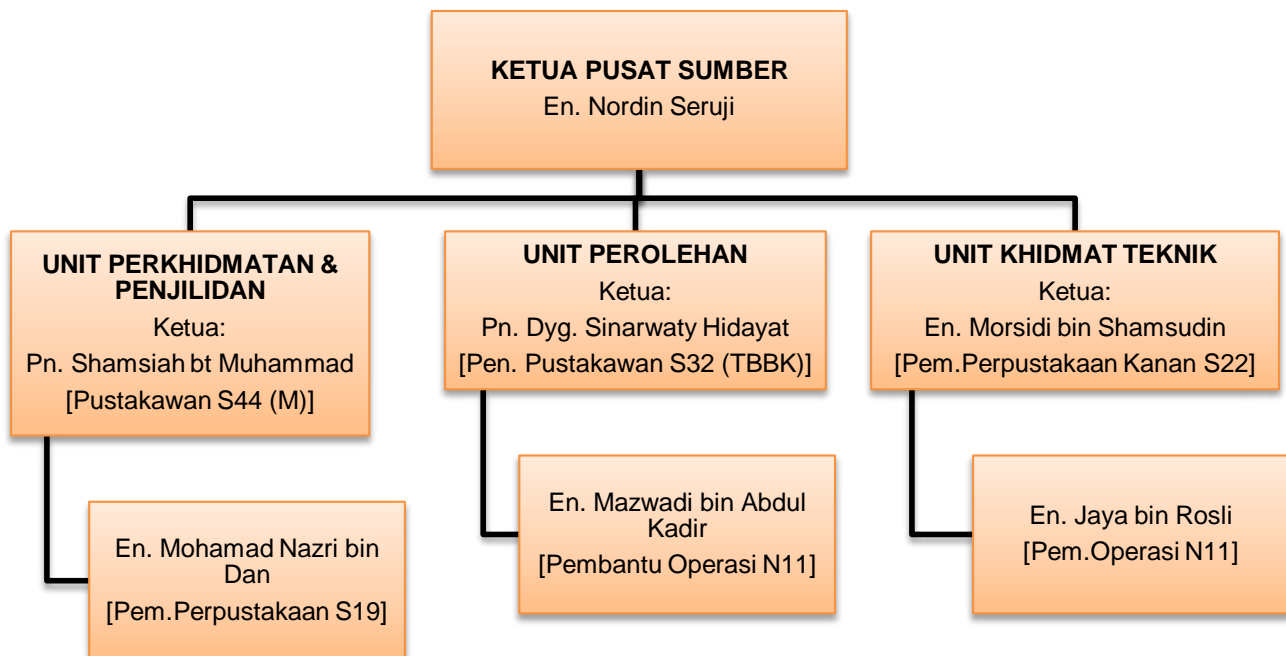 KETUA PUSAT SUMBER
En. Nordin Seruji
UNIT PERKHIDMATAN &
PENJILIDAN
Ketua:
Pn. Shamsiah bt Muhammad
[Pustakawan S44 (M)]
UNIT PEROLEHAN
Ketua:
Pn. Dyg. Sinarwaty Hidayat
[Pen. Pustakawan S32 (TBBK)]
UNIT KHIDMAT TEKNIK
Ketua:
En. Morsidi bin Shamsudin
[Pem.Perpustakaan Kanan S22]
En. Mohamad Nazri bin
Dan
[Pem.Perpustakaan S19]
En. Mazwadi bin Abdul
Kadir
[Pembantu Operasi N11]
En. Jaya bin Rosli
[Pem.Operasi N11]